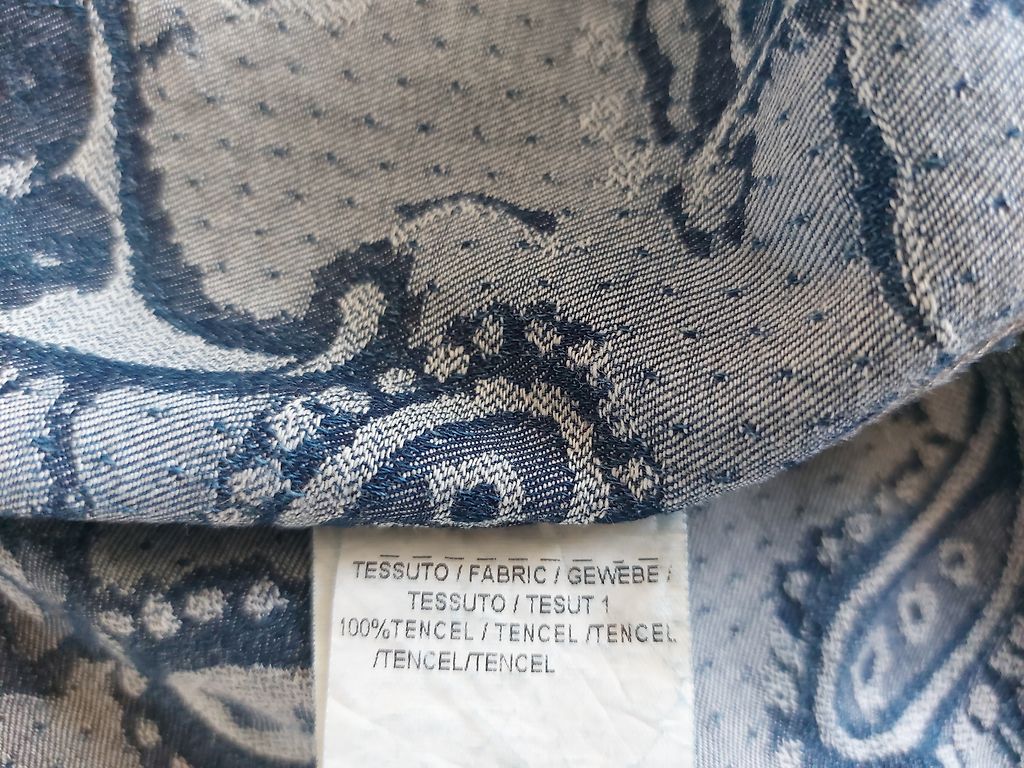 TESSUTO / FABRIC / GEWEBE /
TESSUTO / TESUT 1
100%TENCEL / TENCEL /TENCEL
/TENCEL/TENCEL